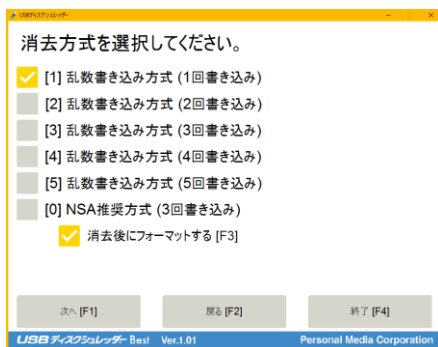 USBディスクシュレッダー
消去方式を選択してください。
[1] 乱数書き込み方式 (1回書き込み)
[2] 乱数書き込み方式 (2回書き込み)
[3] 乱数書き込み方式 (3回書き込み)
[4] 乱数書き込み方式 (4回書き込み)
[5] 乱数書き込み方式 (5回書き込み)
[0] NSA推奨方式 (3回書き込み)
消去後にフォーマットする [F3]
次へ [F1] 戻る [F2] 終了 [F4]
USB ディスクシュレッダー Best Ver.1.01 Personal Media Corporation